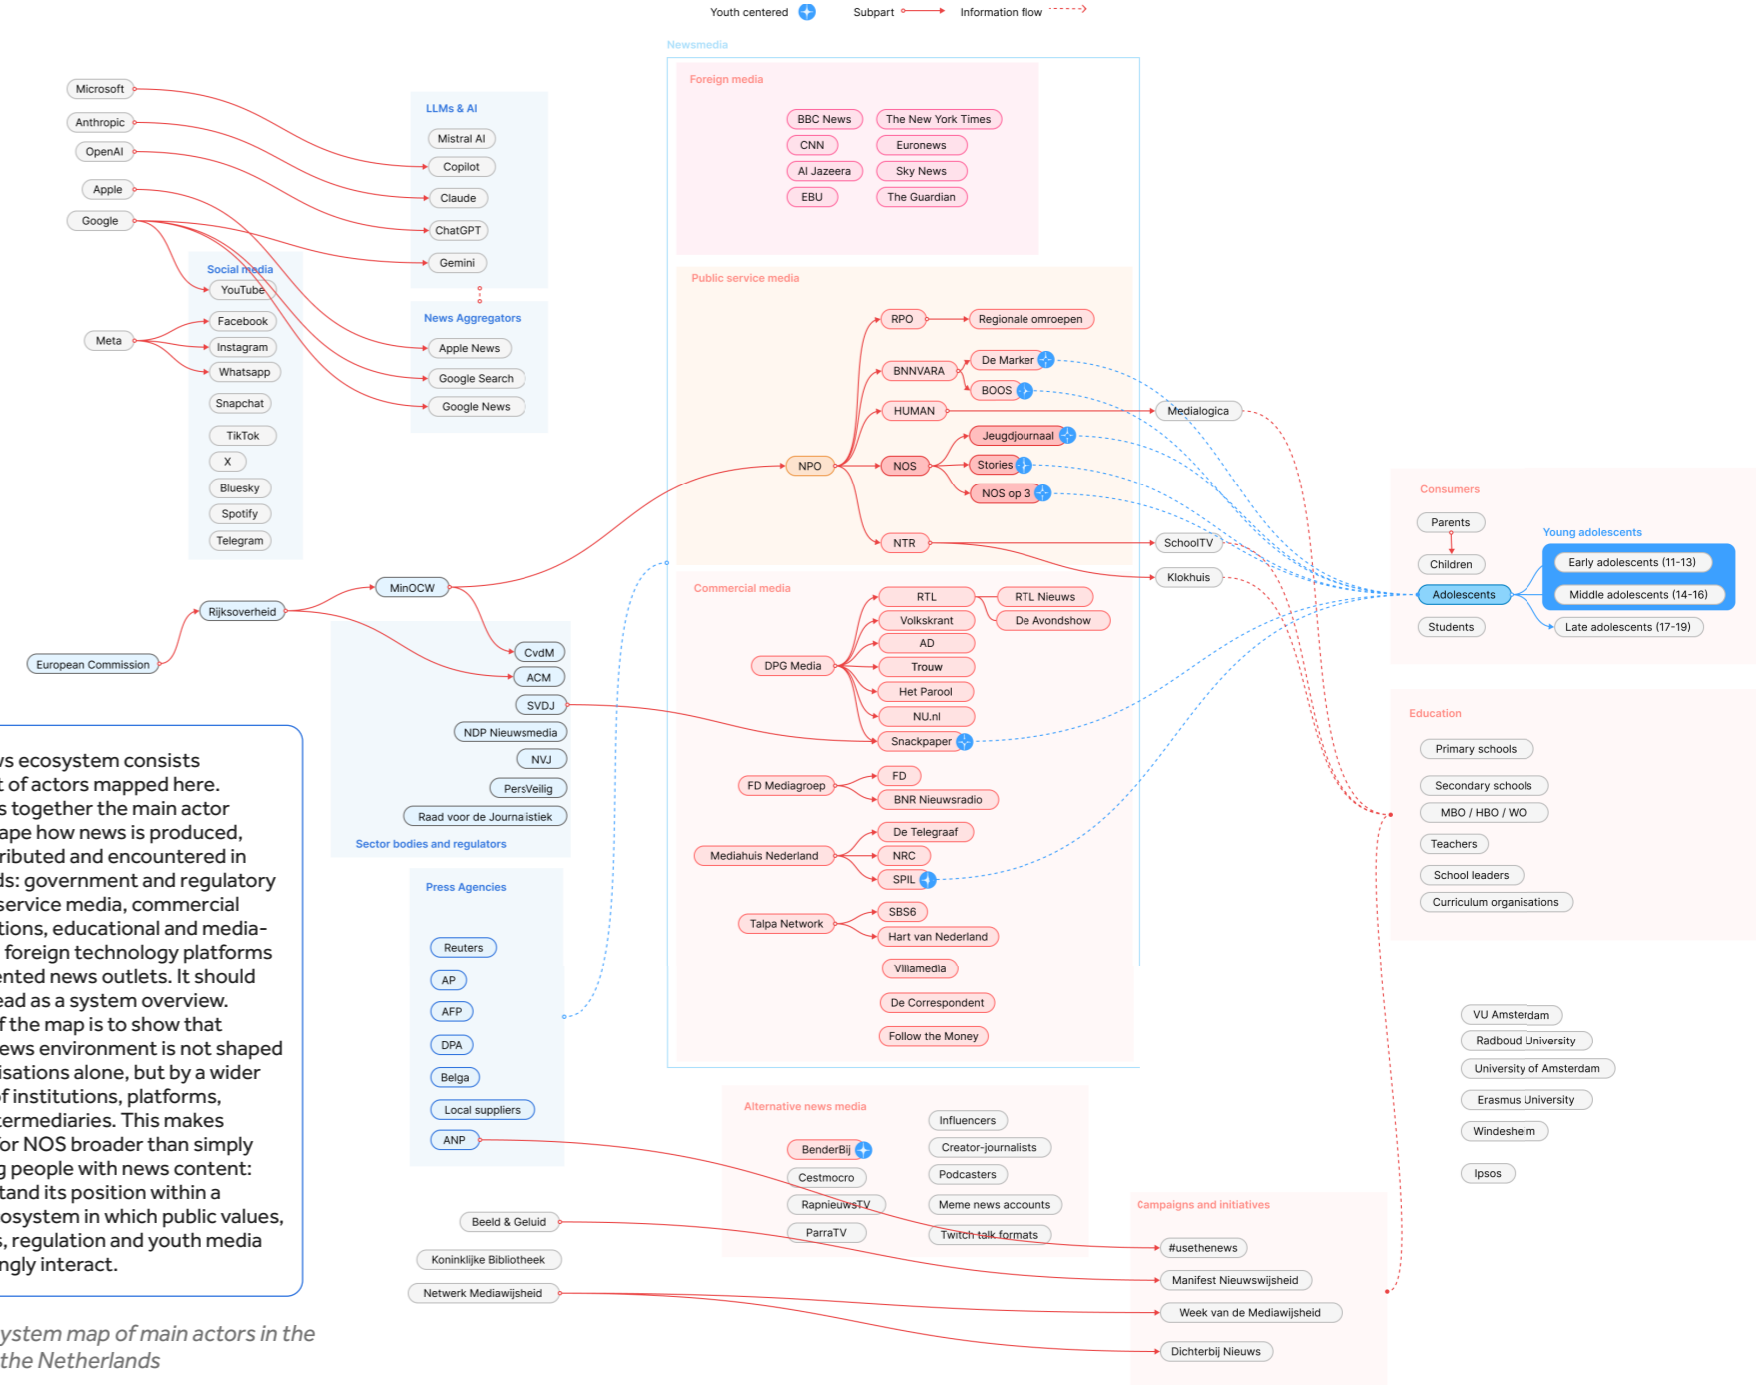 Youth centered
Subpart
Information flow
Microsoft
Anthropic
OpenAI
Apple
Google
Meta
Social media
YouTube
Facebook
Instagram
Whatsapp
Snapchat
TikTok
X
Bluesky
Spotify
Telegram
LLMs & AI
Mistral AI
Copilot
Claude
ChatGPT
Gemini
News Aggregators
Apple News
Google Search
Google News
European Commission
Rijksoverheid
MinOCW
CvdM
ACM
SVDJ
NDP Nieuwsmedia
NVJ
PersVeilig
Raad voor de Journalistiek
Sector bodies and regulators
Press Agencies
Reuters
AP
AFP
DPA
Belga
Local suppliers
ANP
Beeld & Geluid
Koninklijke Bibliotheek
Netwerk Mediawijsheid
Newsmedia
Foreign media
BBC News
The New York Times
CNN
Euronews
Al Jazeera
Sky News
EBU
The Guardian
Public service media
NPO
RPO
Regionale omroepen
BNNVARA
De Marker
BOOS
HUMAN
NOS
Jeugdjournaal
Stories
NOS op 3
NTR
Medialogica
SchoolTV
Klokhuis
Commercial media
DPG Media
RTL
RTL Nieuws
De Avondshow
Volkskrant
AD
Trouw
Het Parool
NU.nl
Snackpaper
FD Mediagroep
FD
BNR Nieuwsradio
Mediahuis Nederland
De Telegraaf
NRC
SPIL
Talpa Network
SBS6
Hart van Nederland
Villamedia
De Correspondent
Follow the Money
Alternative news media
BenderBij
Cestmocro
RapnieuwsTV
ParraTV
Influencers
Creator-journalists
Podcasters
Meme news accounts
Twitch talk formats
Campaigns and initiatives
#usethenews
Manifest Nieuwswijsheid
Week van de Mediawijsheid
Dichterbij Nieuws
Consumers
Parents
Children
Adolescents
Students
Young adolescents
Early adolescents (11-13)
Middle adolescents (14-16)
Late adolescents (17-19)
Education
Primary schools
Secondary schools
MBO / HBO / WO
Teachers
School leaders
Curriculum organisations
VU Amsterdam
Radboud University
University of Amsterdam
Erasmus University
Windesheim
Ipsos
ws ecosystem consists
t of actors mapped here.
s together the main actor
ape how news is produced,
ributed and encountered in
ds: government and regulatory
service media, commercial
tions, educational and media-
foreign technology platforms
ented news outlets. It should
ead as a system overview.
of the map is to show that
ews environment is not shaped
isations alone, but by a wider
of institutions, platforms,
termediaries. This makes
for NOS broader than simply
g people with news content:
tand its position within a
osystem in which public values,
s, regulation and youth media
ngly interact.
ystem map of main actors in the
the Netherlands